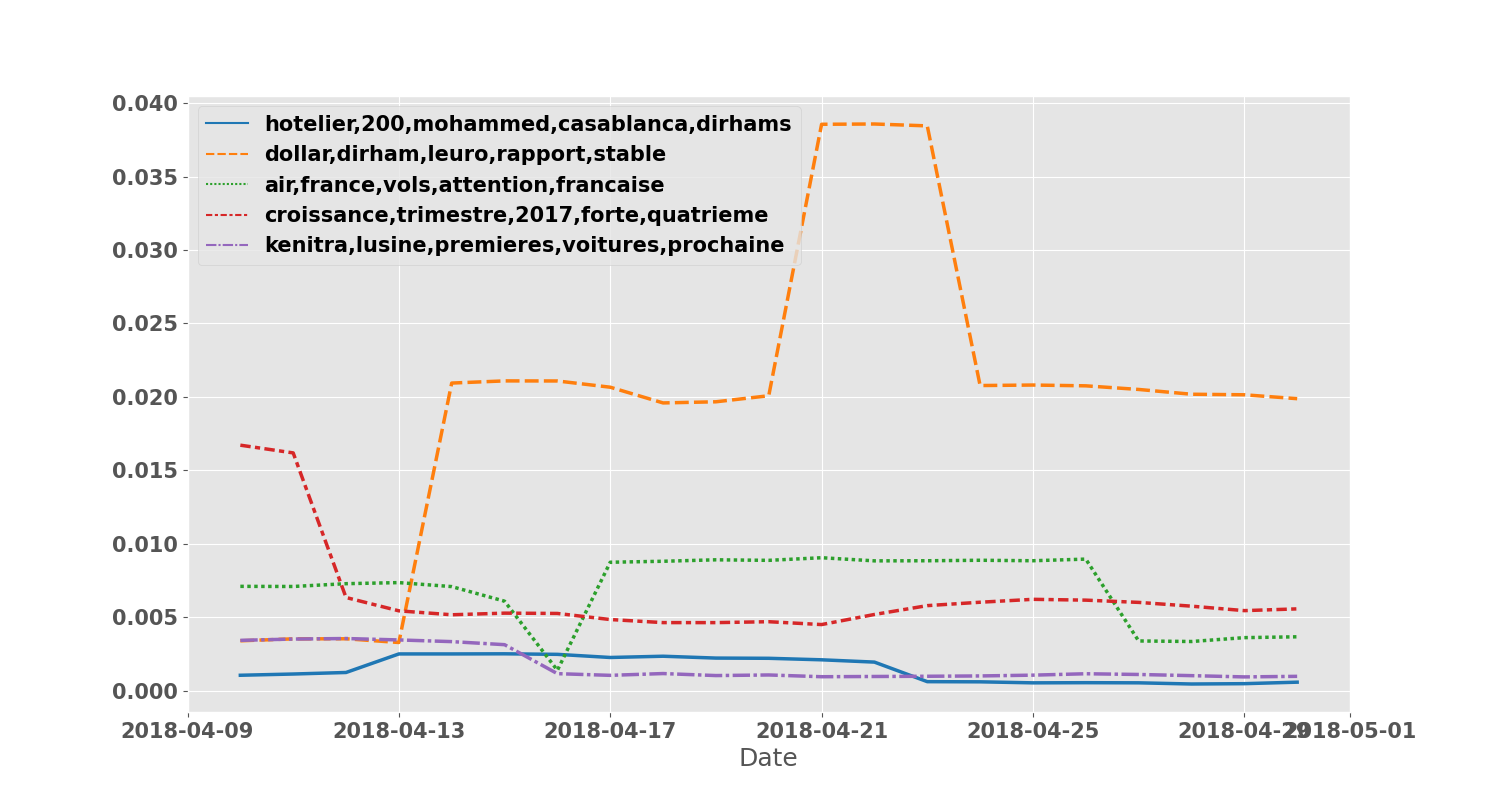 0.040
0.035
0.030
0.025
0.020
0.015
0.010
0.005
0.000
hotelier,200,mohammed,casablanca,dirhams
dollar,dirham,leuro,rapport,stable
air,france,vols,attention,francaise
croissance,trimestre,2017,forte,quatrieme
kenitra,lusine,premieres,voitures,prochaine
2018-04-09 2018-04-13 2018-04-17 2018-04-21 2018-04-25 2018-04-29 2018-05-01
Date